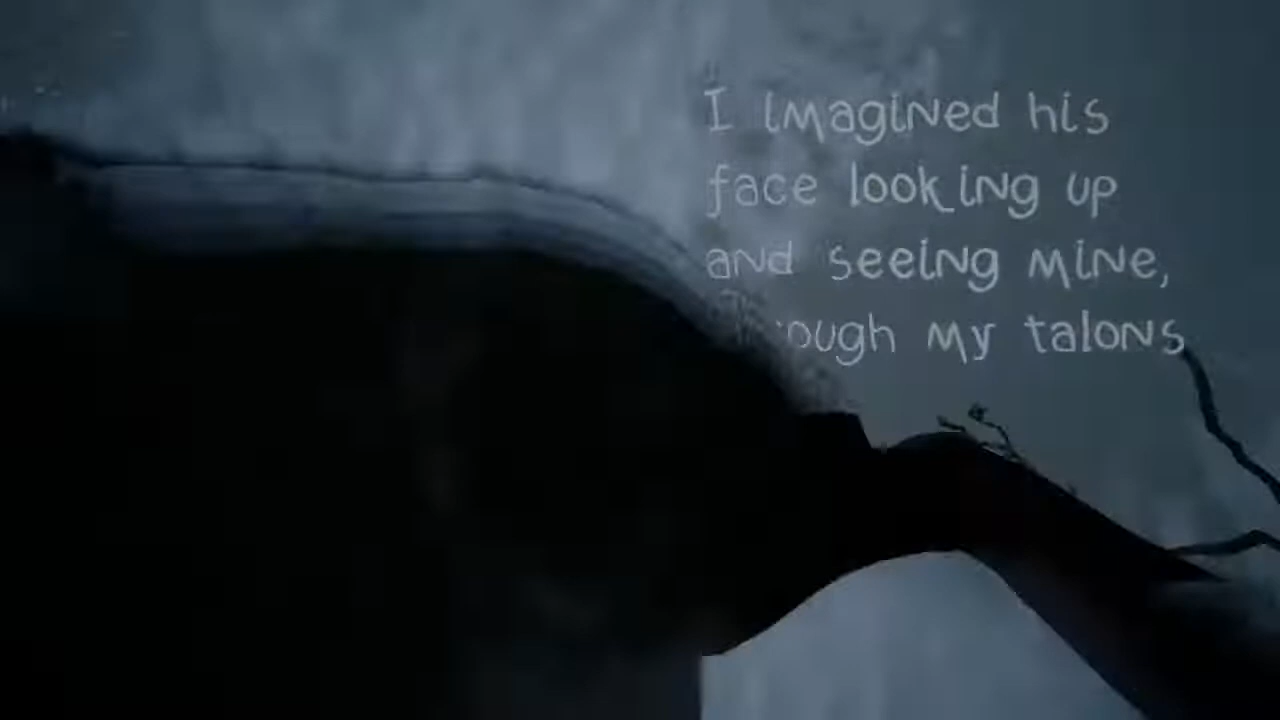 I imagined his
face looking up
and seeing mine,
my talons